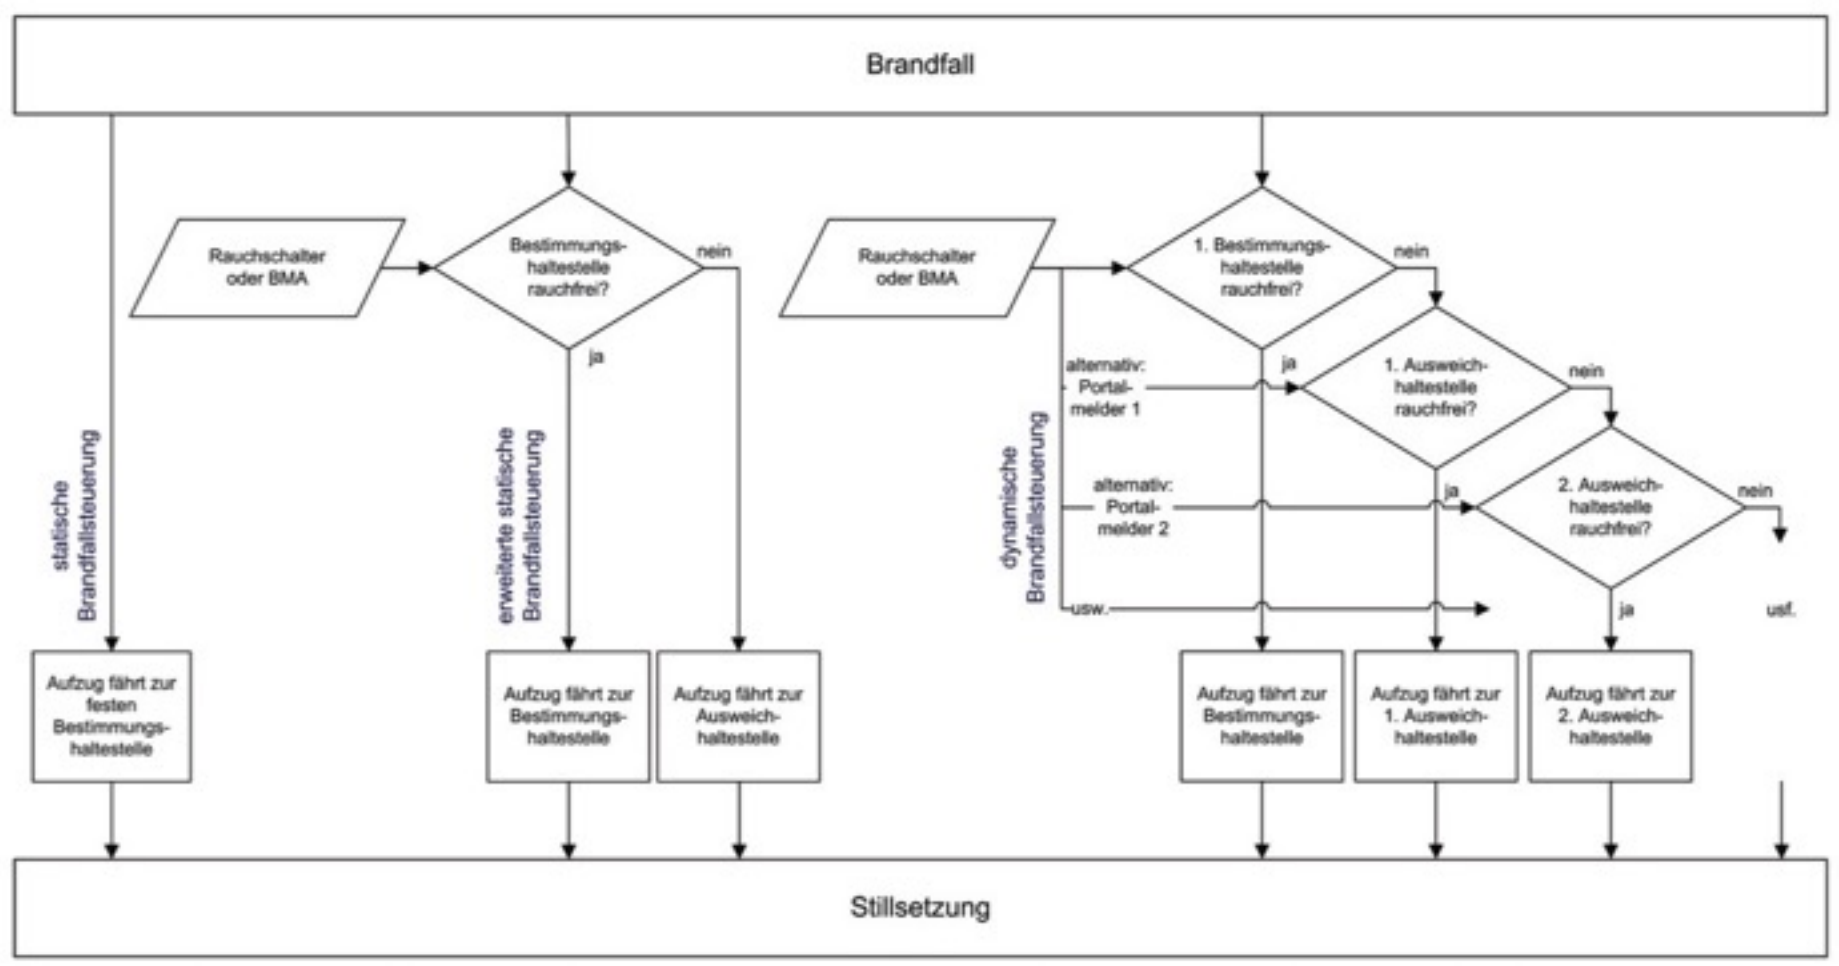 Brandfall
statische
Brandfallsteuerung
Aufzug fährt zur
festen
Bestimmungs-
haltestelle
Rauchschalter
oder BMA
Bestimmungs-
haltestelle
rauchfrei?
nein
ja
erweiterte statische
Brandfallsteuerung
Aufzug fährt zur
Bestimmungs-
haltestelle
Aufzug fährt zur
Ausweich-
haltestelle
Rauchschalter
oder BMA
1. Bestimmungs-
haltestelle
rauchfrei?
nein
ja
alternativ:
Portal-
melder 1
1. Ausweich-
haltestelle
rauchfrei?
nein
ja
alternativ:
Portal-
melder 2
2. Ausweich-
haltestelle
rauchfrei?
nein
ja
usw.
usf.
dynamische
Brandfallsteuerung
Aufzug fährt zur
Bestimmungs-
haltestelle
Aufzug fährt zur
1. Ausweich-
haltestelle
Aufzug fährt zur
2. Ausweich-
haltestelle
Stillsetzung